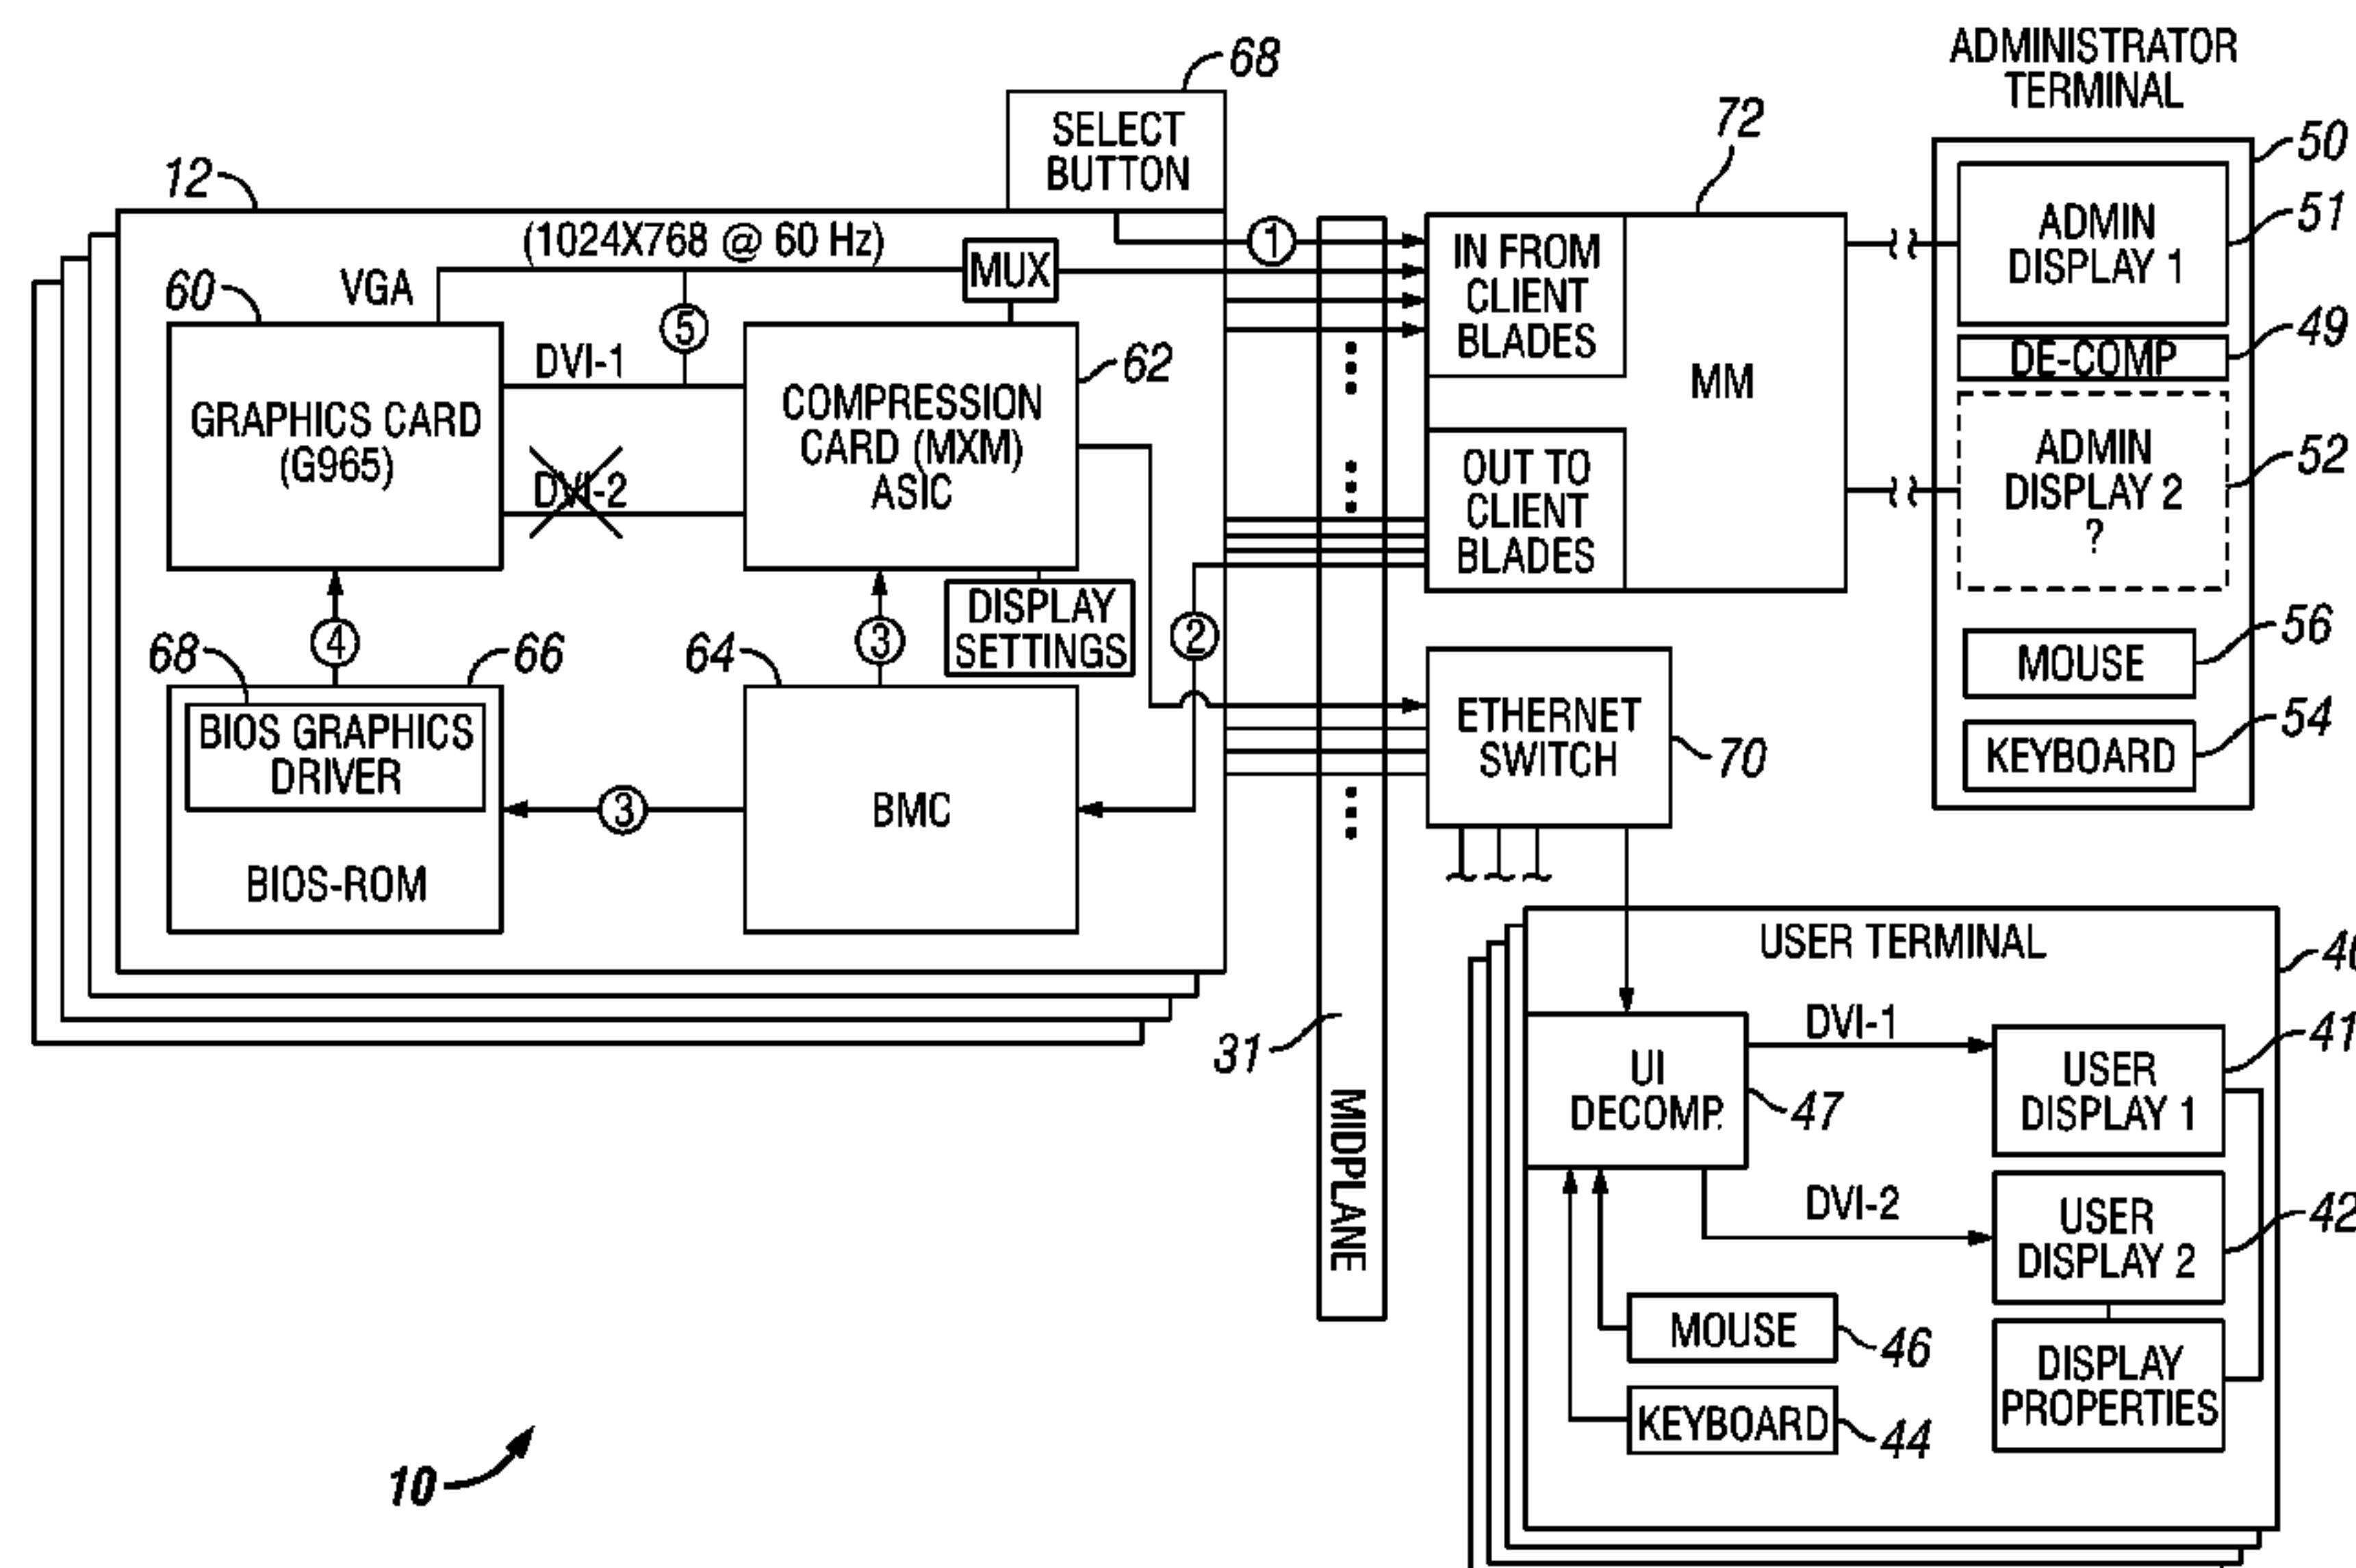 ADMINISTRATOR
TERMINAL
68
SELECT
BUTTON
72
50
12
(1024X768 @ 60 Hz)
MUX
1
IN FROM
CLIENT
BLADES
ADMIN
DISPLAY 1
51
60
VGA
5
DVI-1
62
MM
DE-COMP
49
GRAPHICS CARD
(G965)
COMPRESSION
CARD (MXM)
ASIC
DVI-2
OUT TO
CLIENT
BLADES
ADMIN
DISPLAY 2
?
52
4
3
DISPLAY
SETTINGS
2
68
66
64
MOUSE
56
BIOS GRAPHICS
DRIVER
ETHERNET
SWITCH
70
KEYBOARD
54
3
BMC
BIOS-ROM
USER TERMINAL
31
MIDPLANE
UI
DECOMP.
47
DVI-1
USER
DISPLAY 1
41
DVI-2
USER
DISPLAY 2
42
MOUSE
46
DISPLAY
PROPERTIES
KEYBOARD
44
10